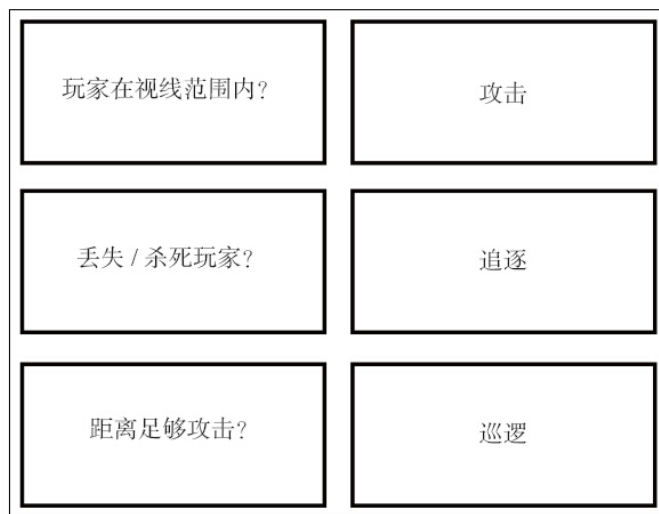 玩家在视线范围内?
攻击
丢失 / 杀死玩家?
追逐
距离足够攻击?
巡逻